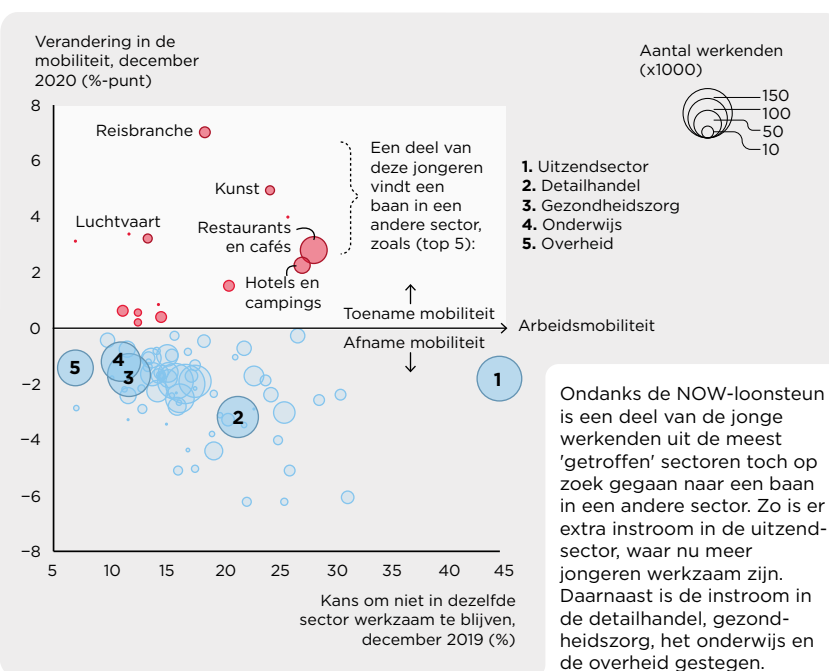 Verandering in de
mobiliteit, december
2020 (%-punt)
Aantal werkenden
(x1000)
150
100
50
10
8
6
4
2
0
−2
−4
−6
−8
Reisbranche
Kunst
Luchtvaart
Restaurants
en cafés
Hotels en
campings
Een deel van
deze jongeren
vindt een
baan in een
andere sector,
zoals (top 5):
1. Uitzendsector
2. Detailhandel
3. Gezondheidszorg
4. Onderwijs
5. Overheid
Toename mobiliteit
Arbeidsmobiliteit
Afname mobiliteit
5
4
3
2
1
5 10 15 20 25 30 35 40 45
Kans om niet in dezelfde
sector werkzaam te blijven,
december 2019 (%)
Ondanks de NOW-loonsteun
is een deel van de jonge
werkenden uit de meest
'getroffen' sectoren toch op
zoek gegaan naar een baan
in een andere sector. Zo is er
extra instroom in de uitzend-
sector, waar nu meer
jongeren werkzaam zijn.
Daarnaast is de instroom in
de detailhandel, gezond-
heidszorg, het onderwijs en
de overheid gestegen.